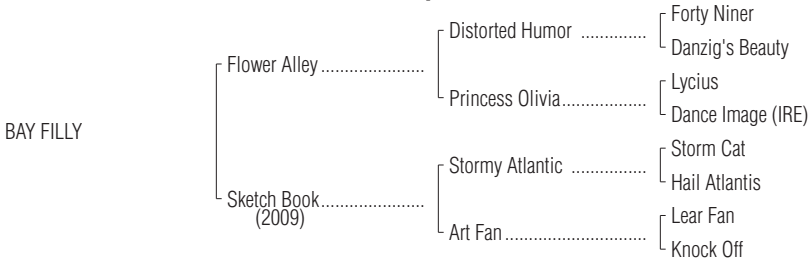 Forty Niner
Distorted Humor ..............
Danzig's Beauty
Flower Alley ......................
Lycius
Princess Olivia..................
Dance Image (IRE)
BAY FILLY
Storm Cat
Stormy Atlantic ................
Hail Atlantis
Sketch Book......................
(2009)
Lear Fan
Art Fan ..............................
Knock Off